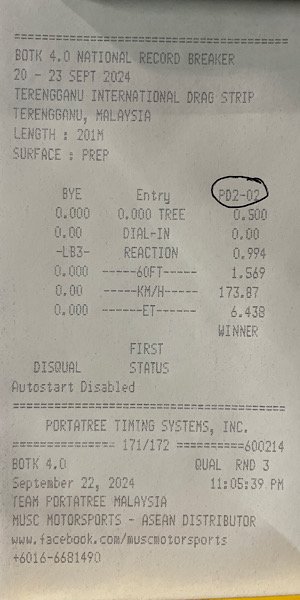 ==============================
BOTK 4.0 NATIONAL RECORD BREAKER
20 - 23 SEPT 2024
TERENGGANU INTERNATIONAL DRAG STRIP
TERENGGANU, MALAYSIA
LENGTH : 201M
SURFACE : PREP
BYE Entry PD2-02
0.000 0.000 TREE 0.500
0.00 DIAL-IN 0.00
-LB3- REACTION 0.994
0.000 -----60FT------ 1.569
0.00 -----KM/H------ 173.87
0.000 ------ET------ 6.438
WINNER
FIRST
DISQUAL STATUS
Autostart Disabled
==============================
PORTATREE TIMING SYSTEMS, INC.
============== 171/172 ==========600214
BOTK 4.0 QUAL RND 3
September 22, 2024 11:05:39 PM
TEAM PORTATREE MALAYSIA
MUSC MOTORSPORTS - ASEAN DISTRIBUTOR
www.facebook.com/muscmotorsports
+6016-6681490